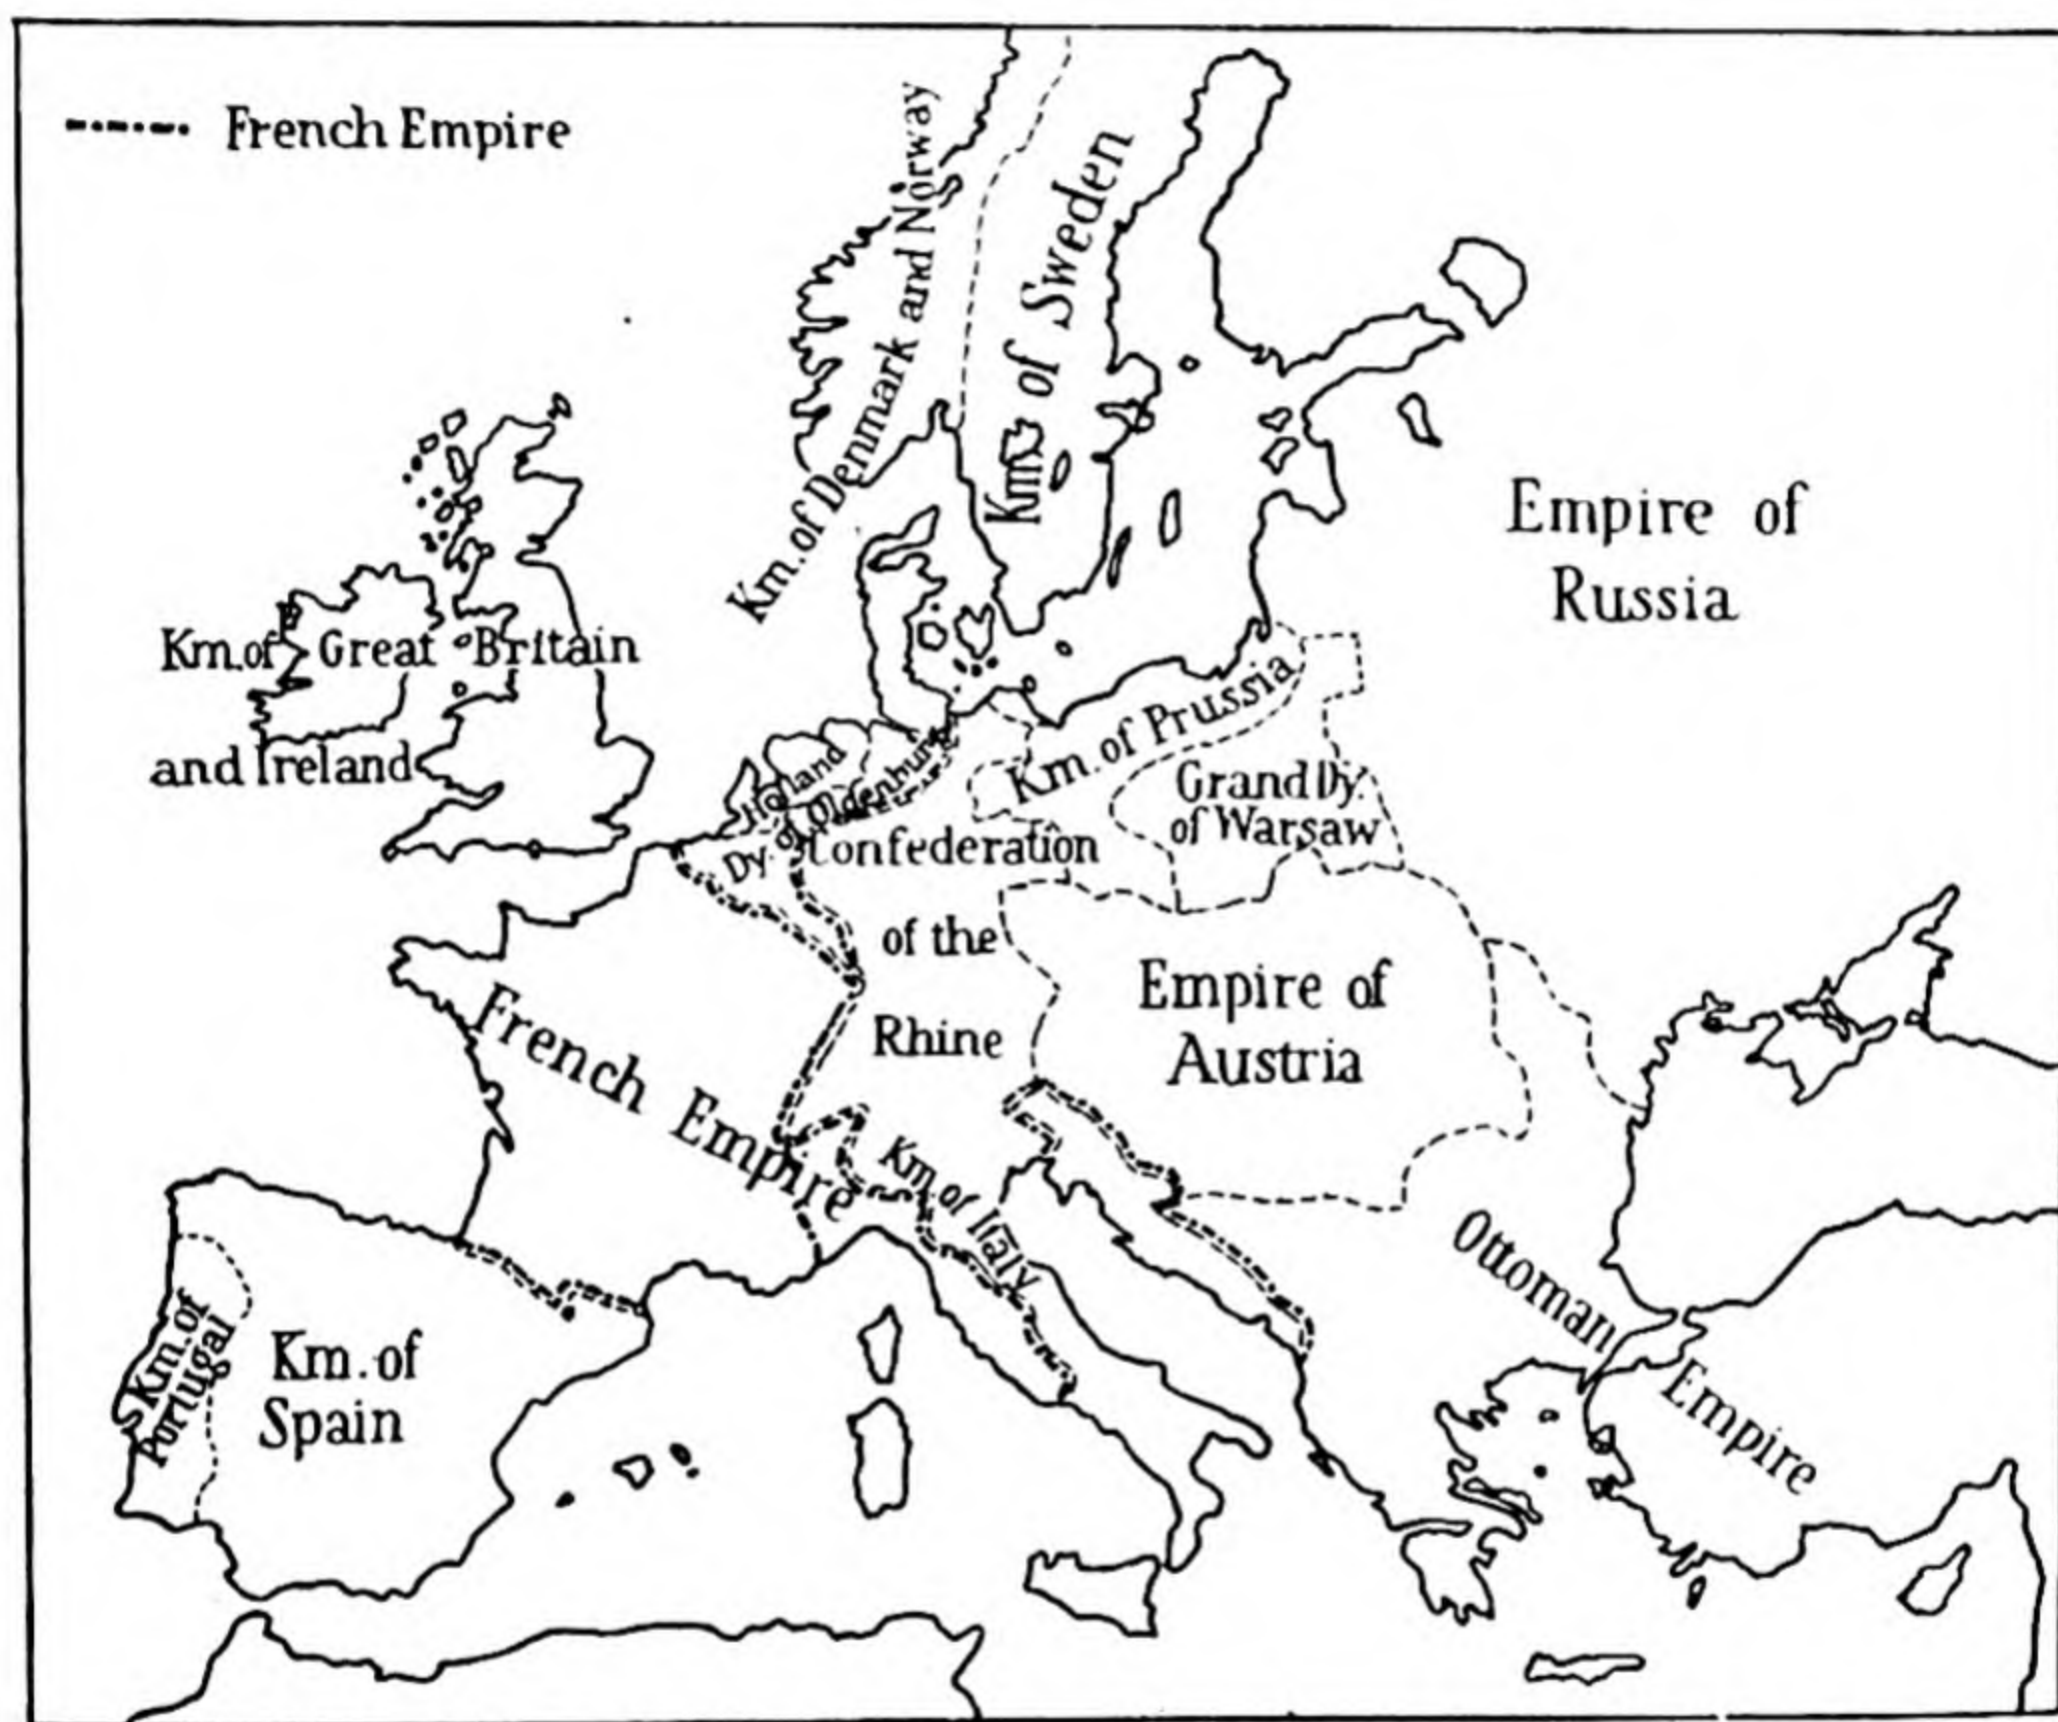 French Empire
Km. of Denmark and Norway
Km. of Sweden
Empire of
Russia
Km. of Great Britain
and Ireland
Holland
Dy. of Oldenburg
Km. of Prussia
Grand Dy.
of Warsaw
Confederation
of the
Rhine
Empire of
Austria
French Empire
Km. of Italy
Ottoman
Empire
Km. of
Portugal
Km. of
Spain